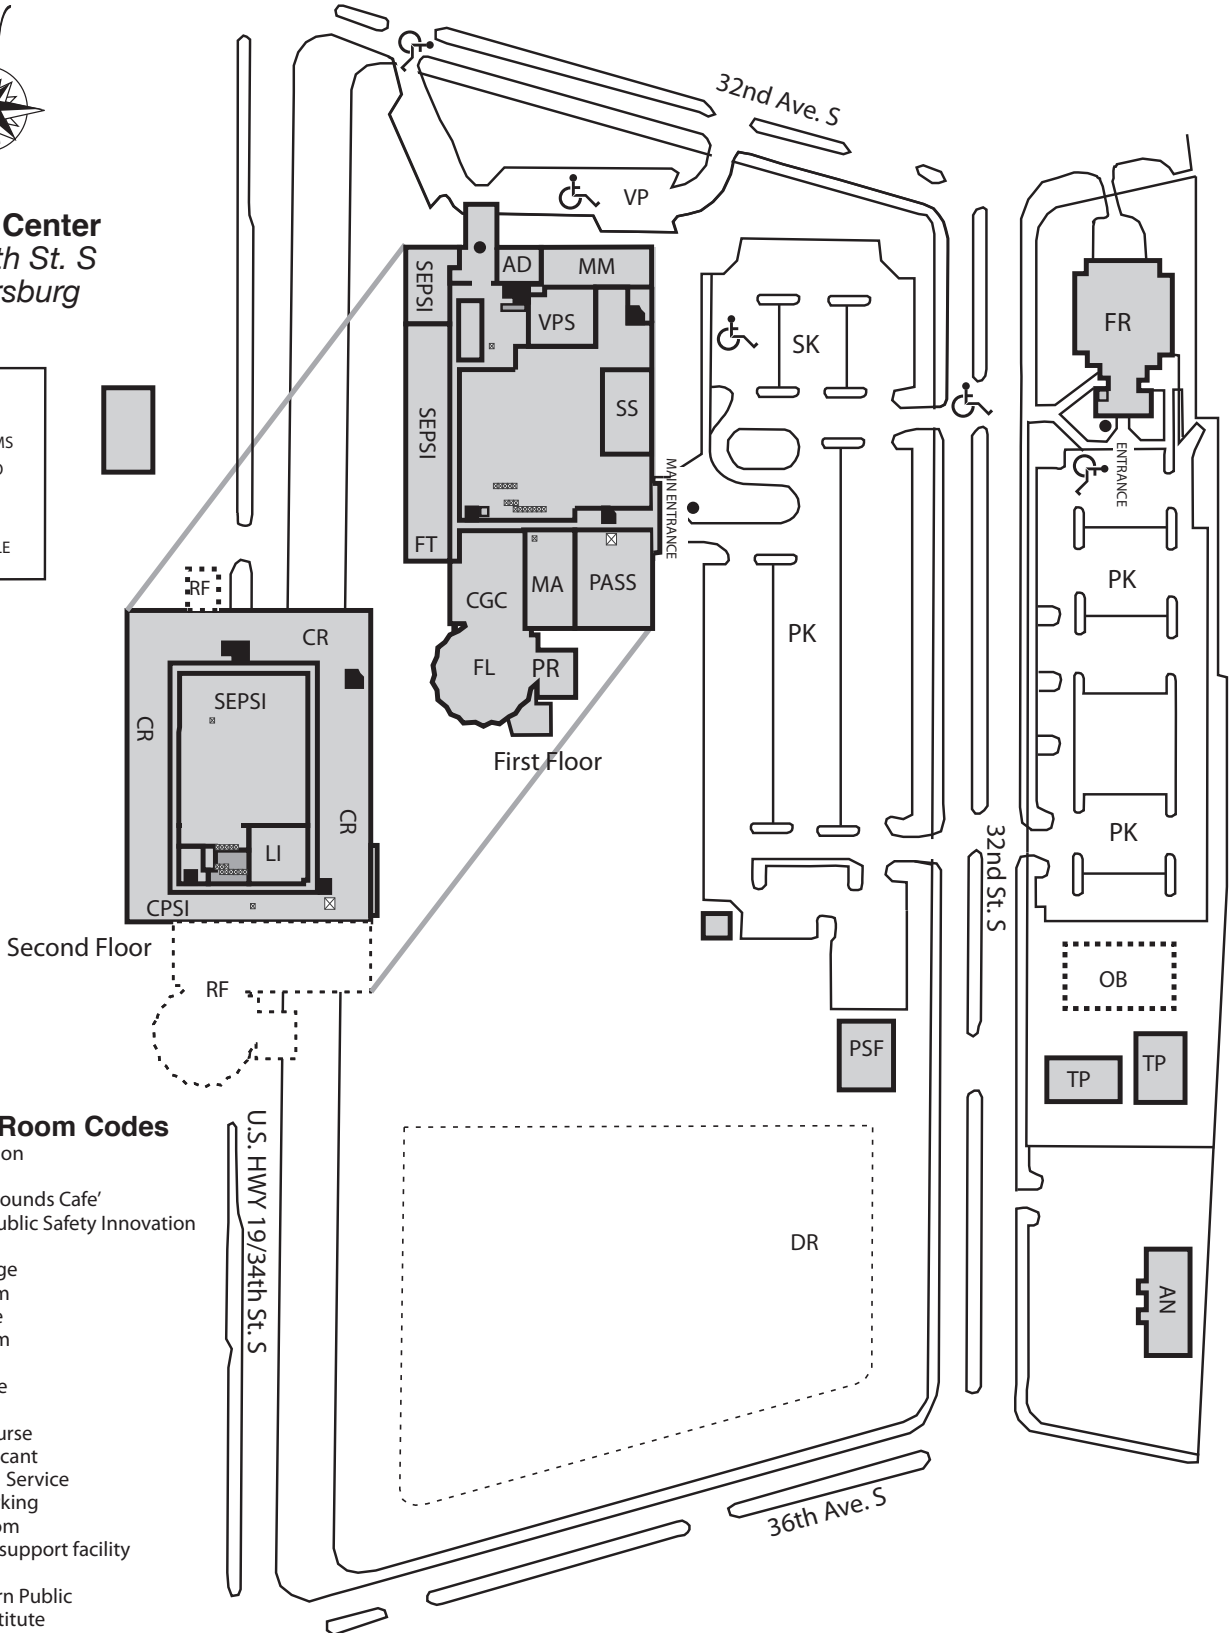 32nd Ave. S
VP
Center
th St. S
rsburg
SEPSI
AD
MM
VPS
SK
FR
SS
SEPSI
MAIN ENTRANCE
ENTRANCE
FT
PK
RF
CGC
MA
PASS
PK
CR
FL
PR
SEPSI
CR
First Floor
CR
LI
PK
32nd St. S
CPSI
Second Floor
RF
OB
PSF
TP
TP
Room Codes
on
ounds Cafe’
ublic Safety Innovation
ge
m
e
m
e
urse
cant
Service
king
om
support facility
rn Public
titute
U.S. HWY 19/34th St. S
DR
AN
36th Ave. S
MS
LE